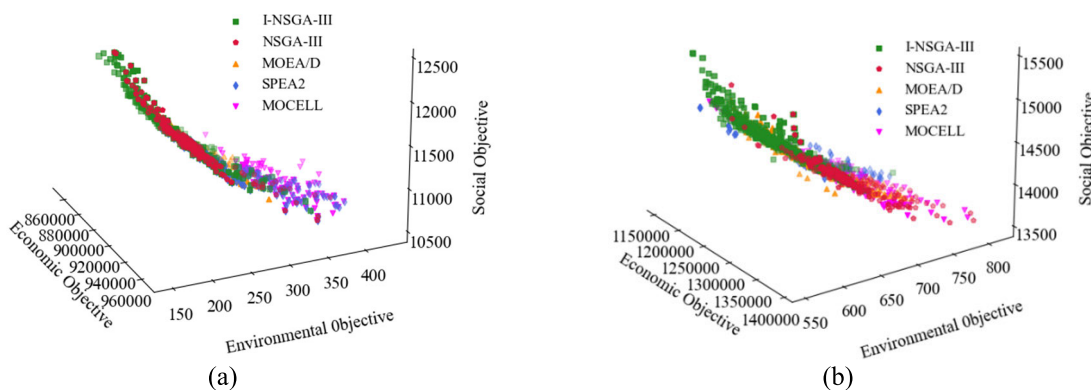 I-NSGA-III
NSGA-III
MOEA/D
SPEA2
MOCELL
12500
12000
11500
11000
10500
Social Objective
860000
880000
900000
920000
940000
960000
Economic Objective
150
200
250
300
350
400
Environmental 0bjective
(a)
I-NSGA-III
NSGA-III
MOEA/D
SPEA2
MOCELL
15500
15000
14500
14000
13500
Social Objective
1150000
1200000
1250000
1300000
1350000
1400000
Economic Objective
550
600
650
700
750
800
Environmental 0bjective
(b)